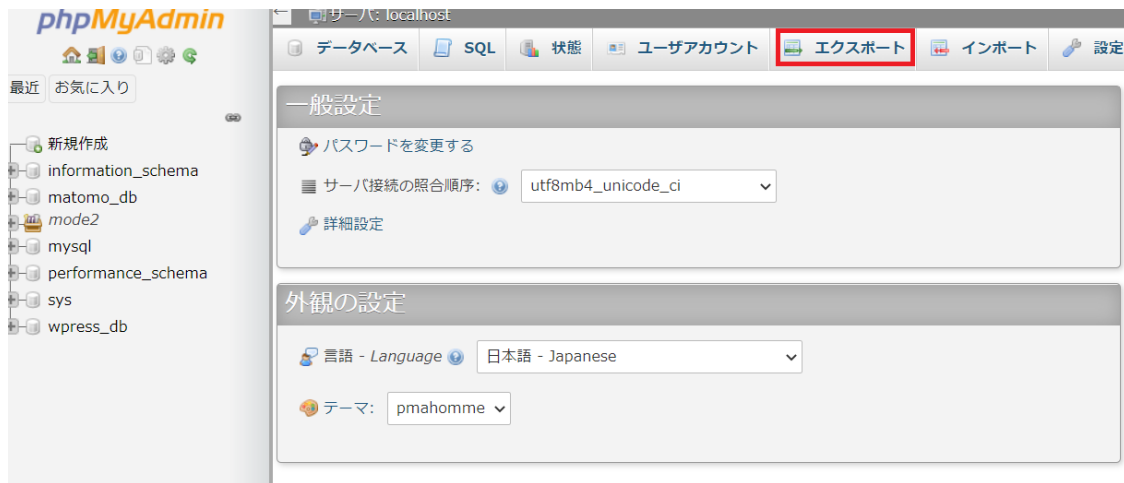 phpMyAdmin
サーバ: localhost
データベース SQL 状態 ユーザアカウント エクスポート インポート 設定
最近 お気に入り
新規作成
information_schema
matomo_db
mode2
mysql
performance_schema
sys
wpress_db
一般設定
パスワードを変更する
サーバ接続の照合順序: utf8mb4_unicode_ci
詳細設定
外観の設定
言語 - Language 日本語 - Japanese
テーマ: pmahomme